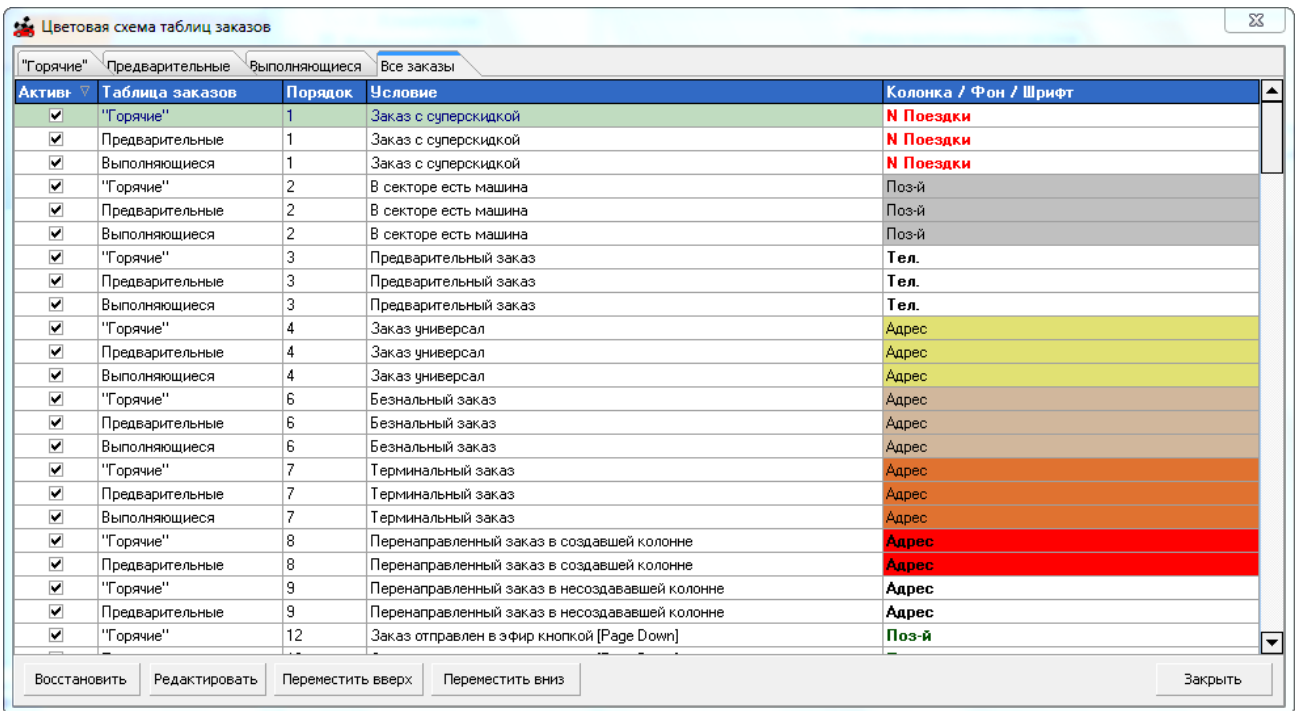 Цветовая схема таблиц заказов
"Горячие" Предварительные Выполняющиеся Все заказы
Активн Таблица заказов Порядок Условие Колонка / Фон / Шрифт
"Горячие" 1 Заказ с суперскидкой N Поездки
Предварительные 1 Заказ с суперскидкой N Поездки
Выполняющиеся 1 Заказ с суперскидкой N Поездки
"Горячие" 2 В секторе есть машина Поз-й
Предварительные 2 В секторе есть машина Поз-й
Выполняющиеся 2 В секторе есть машина Поз-й
"Горячие" 3 Предварительный заказ Тел.
Предварительные 3 Предварительный заказ Тел.
Выполняющиеся 3 Предварительный заказ Тел.
"Горячие" 4 Заказ универсал Адрес
Предварительные 4 Заказ универсал Адрес
Выполняющиеся 4 Заказ универсал Адрес
"Горячие" 6 Безнальный заказ Адрес
Предварительные 6 Безнальный заказ Адрес
Выполняющиеся 6 Безнальный заказ Адрес
"Горячие" 7 Терминальный заказ Адрес
Предварительные 7 Терминальный заказ Адрес
Выполняющиеся 7 Терминальный заказ Адрес
"Горячие" 8 Перенаправленный заказ в создавшей колонне Адрес
Предварительные 8 Перенаправленный заказ в создавшей колонне Адрес
"Горячие" 9 Перенаправленный заказ в несоздававшей колонне Адрес
Предварительные 9 Перенаправленный заказ в несоздававшей колонне Адрес
"Горячие" 12 Заказ отправлен в эфир кнопкой [Page Down] Поз-й
Восстановить Редактировать Переместить вверх Переместить вниз Закрыть